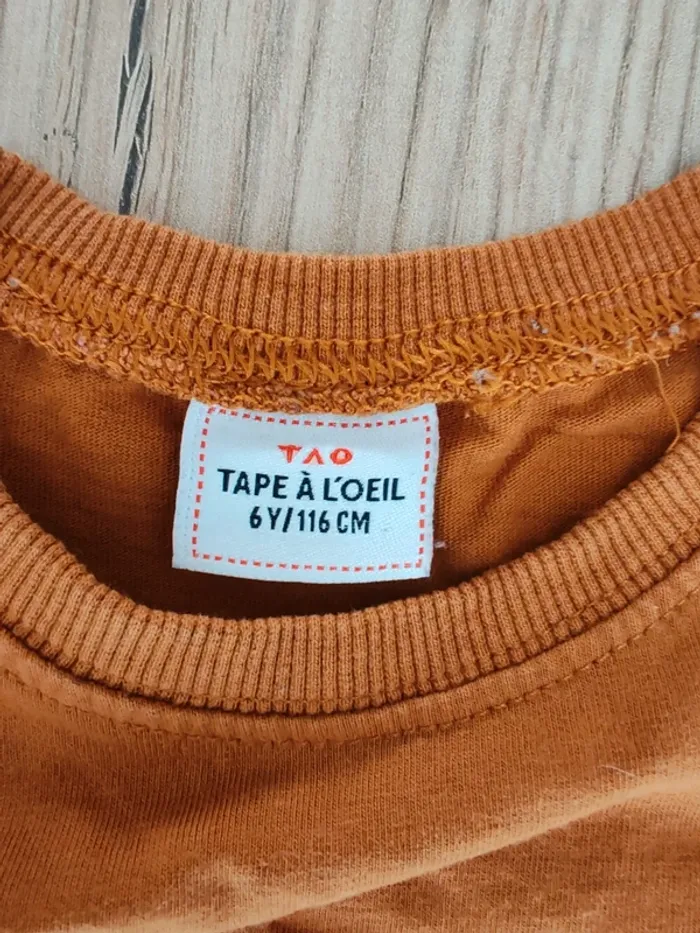 TAO
TAPE À L'OEIL
6Y/116 CM